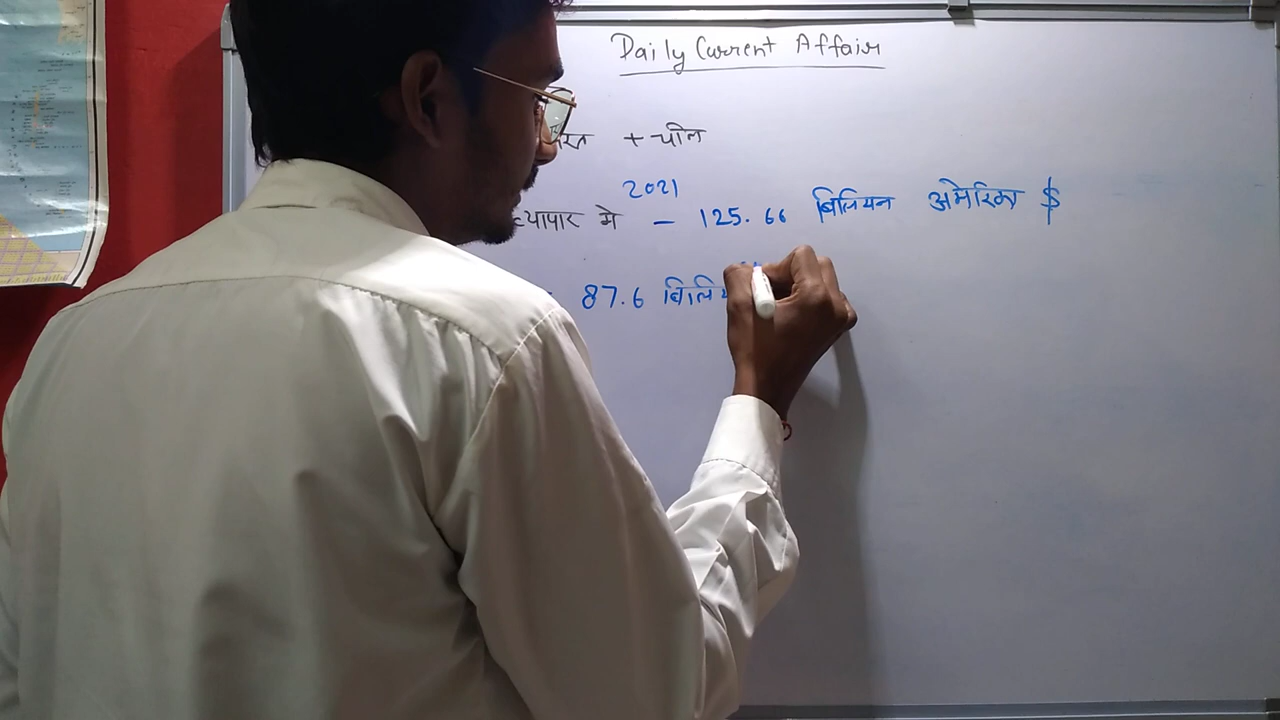 Daily Current Affair
+ चीन
2021
व्यापार मे - 125.66 बिलियन अमेरिका $
87.6